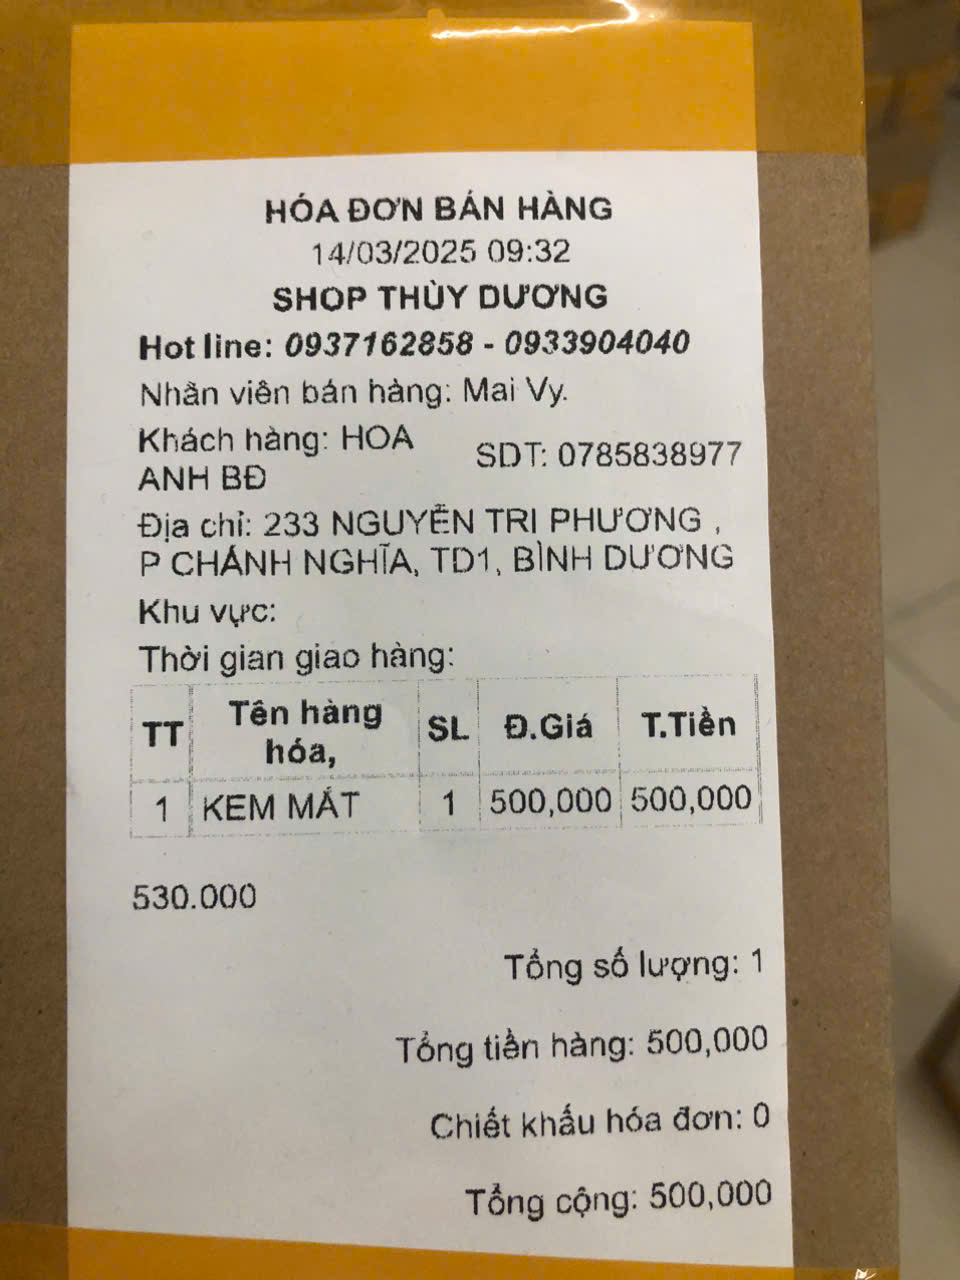 HÓA ĐƠN BÁN HÀNG
14/03/2025 09:32
SHOP THÙY DƯƠNG
Hot line: 0937162858 - 0933904040
Nhân viên bán hàng: Mai Vy.
Khách hàng: HOA ANH BĐ
SDT: 0785838977
Địa chỉ: 233 NGUYỄN TRI PHƯƠNG ,
P CHÁNH NGHĨA, TD1, BÌNH DƯƠNG
Khu vực:
Thời gian giao hàng:
TT Tên hàng hóa, SL Đ.Giá T.Tiền
1 KEM MẮT 1 500,000 500,000
530.000
Tổng số lượng: 1
Tổng tiền hàng: 500,000
Chiết khấu hóa đơn: 0
Tổng cộng: 500,000